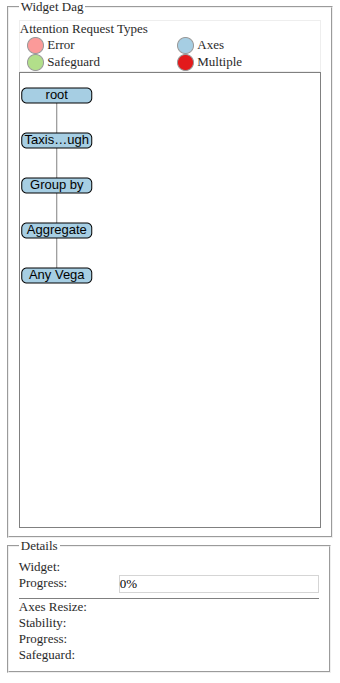 Widget Dag
Attention Request Types
Error Axes
Safeguard Multiple
root
Taxis…ugh
Group by
Aggregate
Any Vega
Details
Widget:
Progress: 0%
Axes Resize:
Stability:
Progress:
Safeguard: